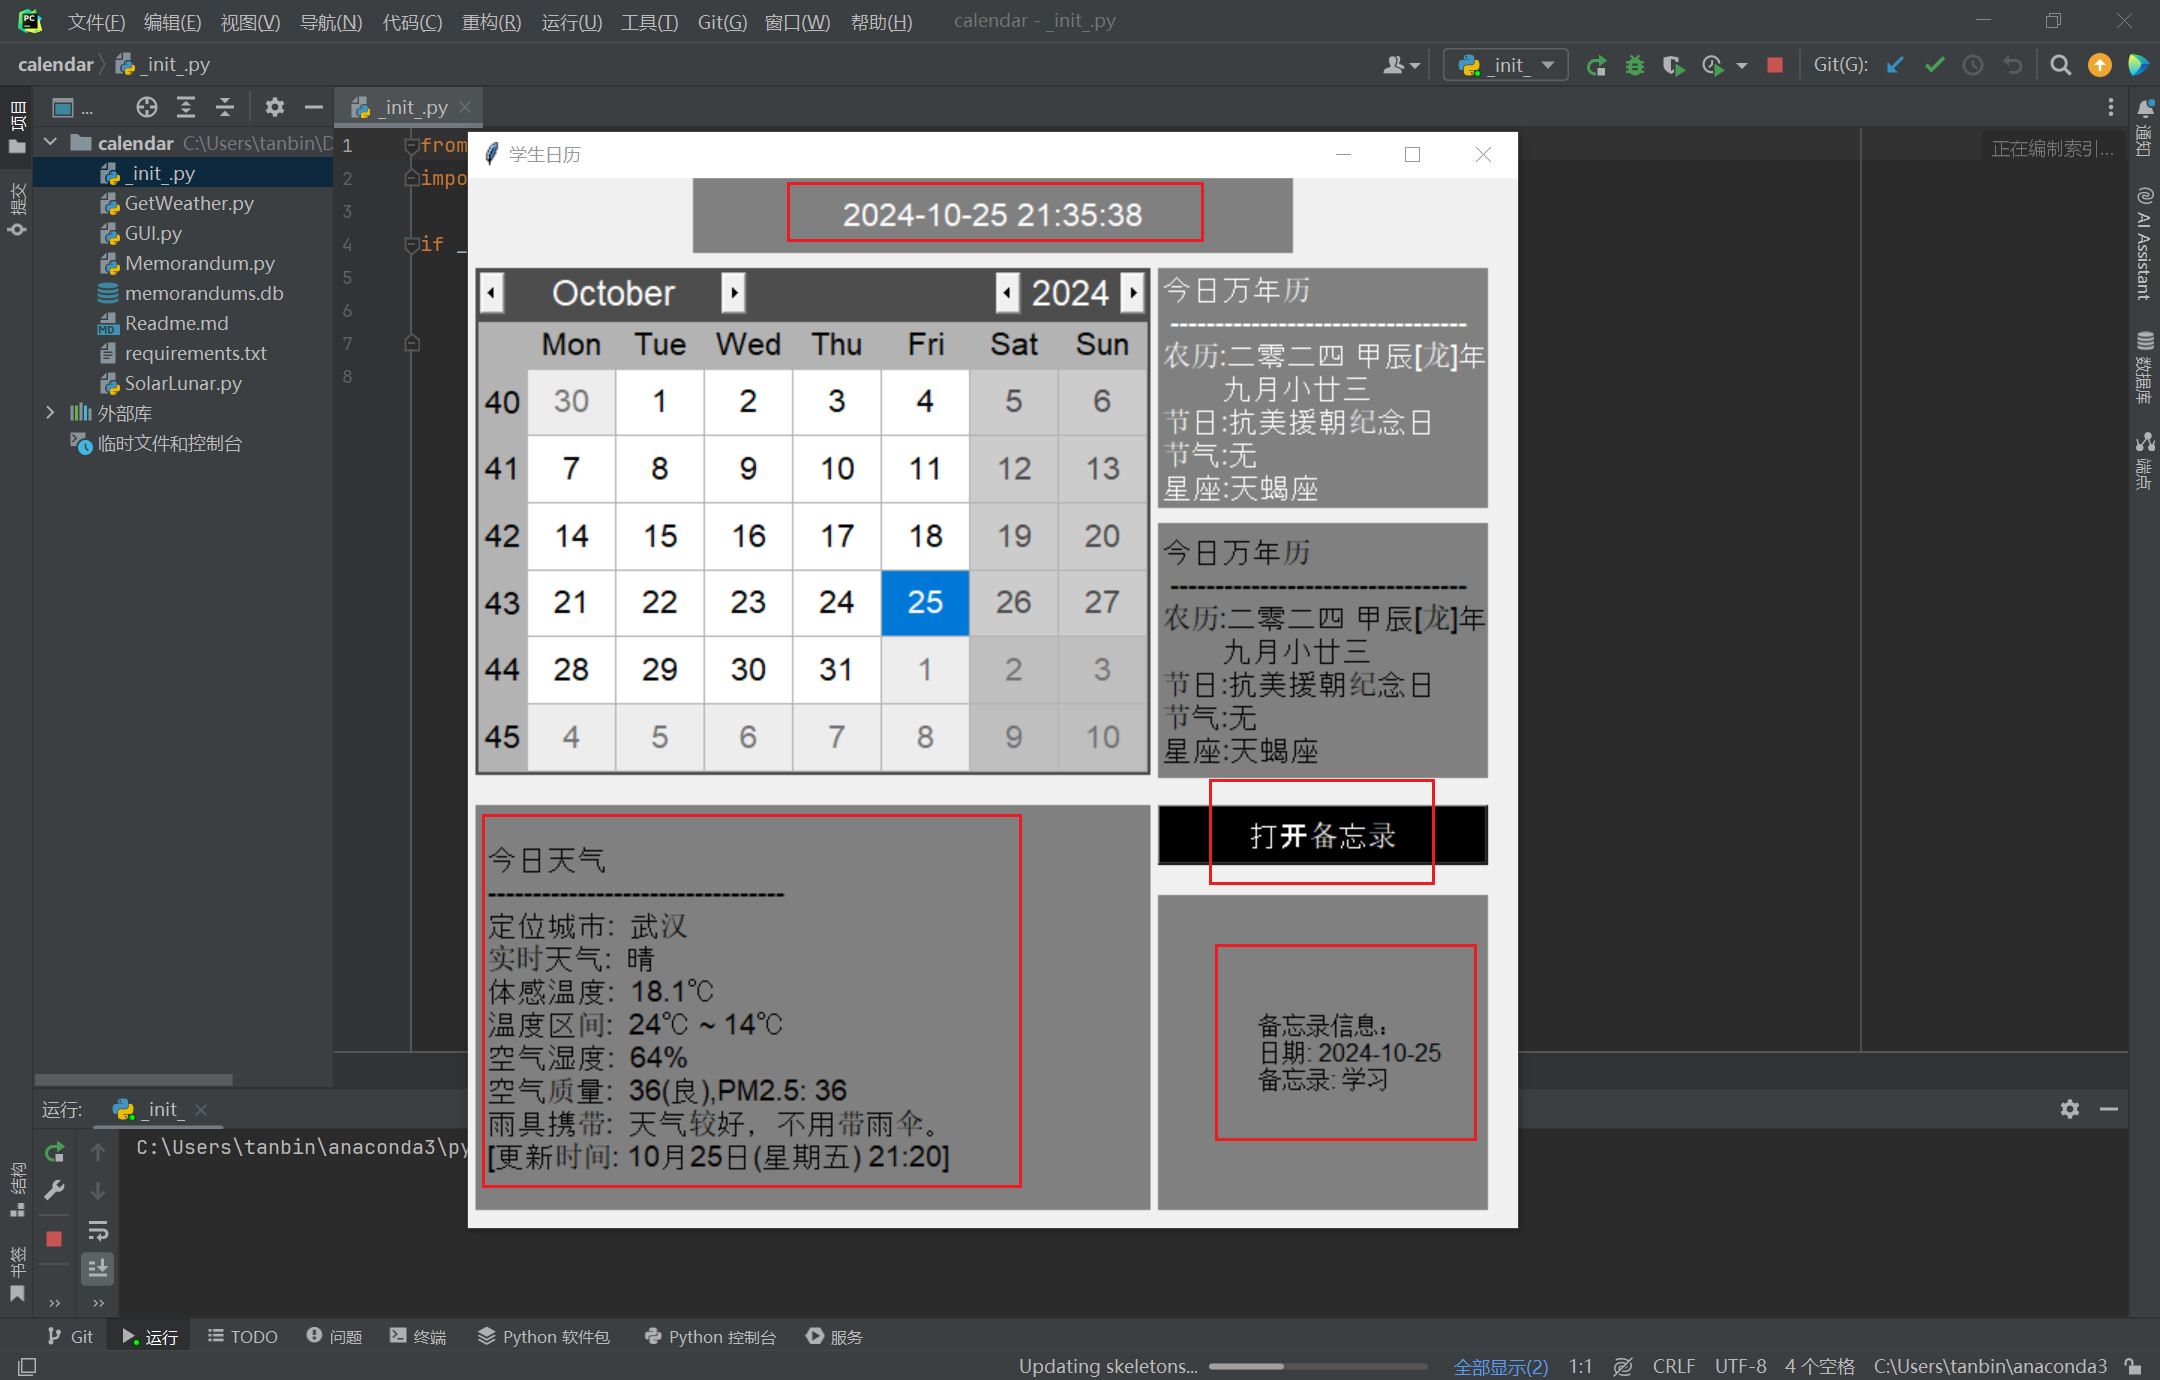 文件(F) 编辑(E) 视图(V) 导航(N) 代码(C) 重构(R) 运行(U) 工具(T) Git(G) 窗口(W) 帮助(H) calendar - _init_.py
calendar _init_.py
_init_
Git(G):
项目
提交
结构
书签
...
_init_.py
calendar C:\Users\tanbin\D
_init_.py
GetWeather.py
GUI.py
Memorandum.py
memorandums.db
Readme.md
requirements.txt
SolarLunar.py
外部库
临时文件和控制台
1 from
2 impo
3
4 if _
5
6
7
8
正在编制索引...
通知
AI Assistant
数据库
端点
学生日历
2024-10-25 21:35:38
October 2024
Mon Tue Wed Thu Fri Sat Sun
40 30 1 2 3 4 5 6
41 7 8 9 10 11 12 13
42 14 15 16 17 18 19 20
43 21 22 23 24 25 26 27
44 28 29 30 31 1 2 3
45 4 5 6 7 8 9 10
今日万年历
---------------------------------
农历:二零二四 甲辰[龙]年
九月小廿三
节日:抗美援朝纪念日
节气:无
星座:天蝎座
今日万年历
---------------------------------
农历:二零二四 甲辰[龙]年
九月小廿三
节日:抗美援朝纪念日
节气:无
星座:天蝎座
打开备忘录
今日天气
---------------------------------
定位城市: 武汉
实时天气: 晴
体感温度: 18.1℃
温度区间: 24℃ ~ 14℃
空气湿度: 64%
空气质量: 36(良),PM2.5: 36
雨具携带: 天气较好，不用带雨伞。
[更新时间: 10月25日(星期五) 21:20]
备忘录信息：
日期: 2024-10-25
备忘录: 学习
运行: _init_
C:\Users\tanbin\anaconda3\py
Git 运行 TODO 问题 终端 Python 软件包 Python 控制台 服务
Updating skeletons... 全部显示(2) 1:1 CRLF UTF-8 4 个空格 C:\Users\tanbin\anaconda3